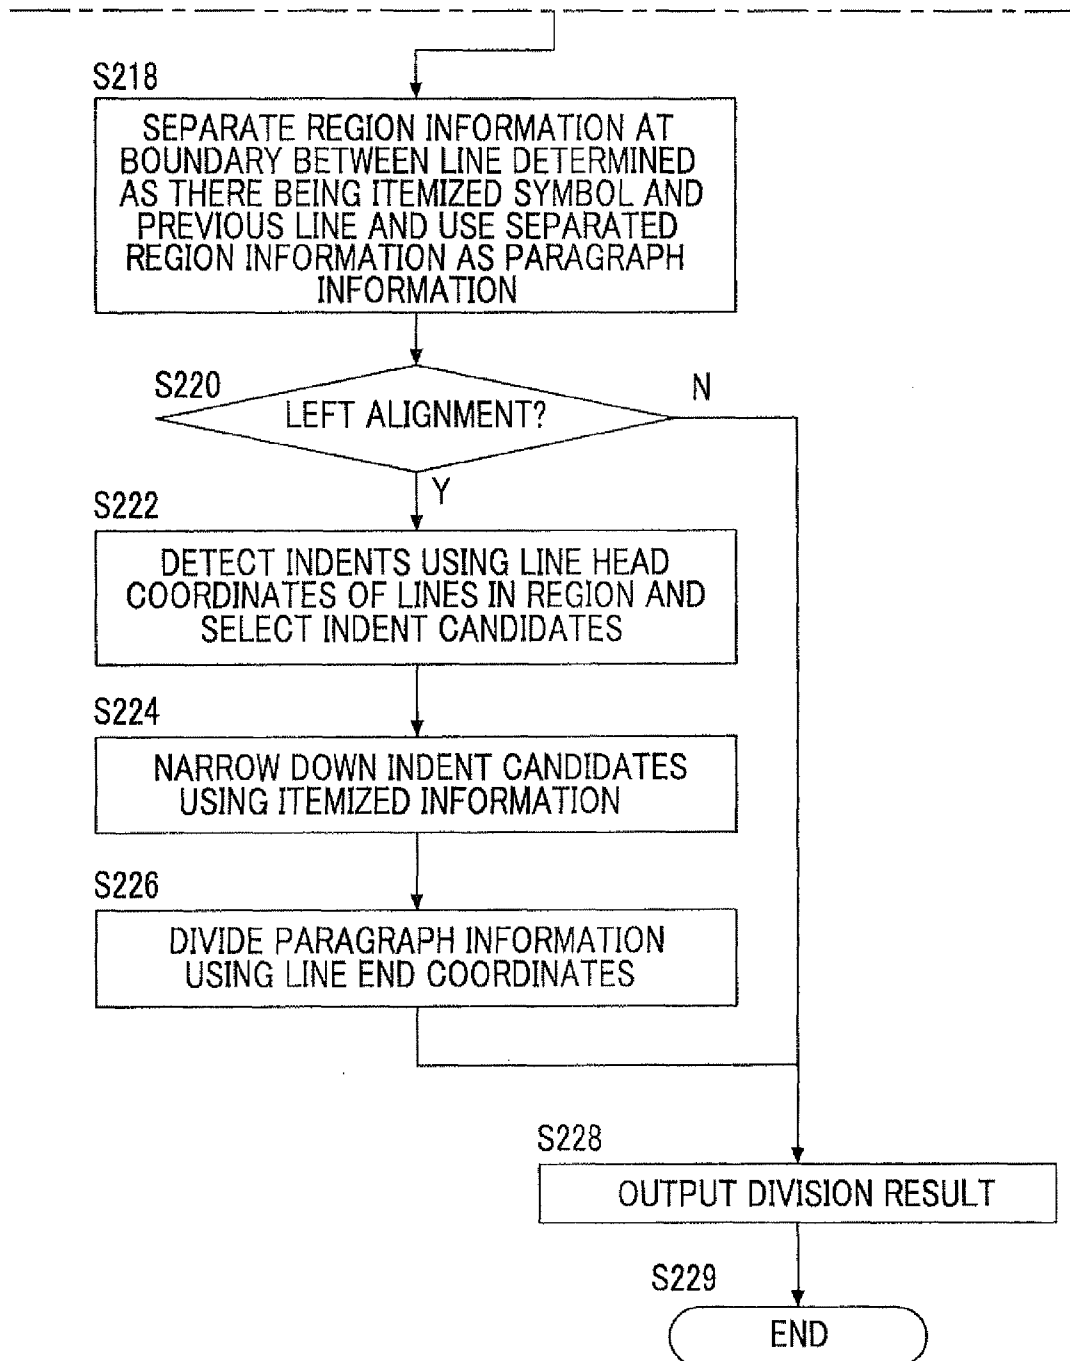 S218
SEPARATE REGION INFORMATION AT
BOUNDARY BETWEEN LINE DETERMINED
AS THERE BEING ITEMIZED SYMBOL AND
PREVIOUS LINE AND USE SEPARATED
REGION INFORMATION AS PARAGRAPH
INFORMATION
S220
LEFT ALIGNMENT?
N
Y
S222
DETECT INDENTS USING LINE HEAD
COORDINATES OF LINES IN REGION AND
SELECT INDENT CANDIDATES
S224
NARROW DOWN INDENT CANDIDATES
USING ITEMIZED INFORMATION
S226
DIVIDE PARAGRAPH INFORMATION
USING LINE END COORDINATES
S228
OUTPUT DIVISION RESULT
S229
END